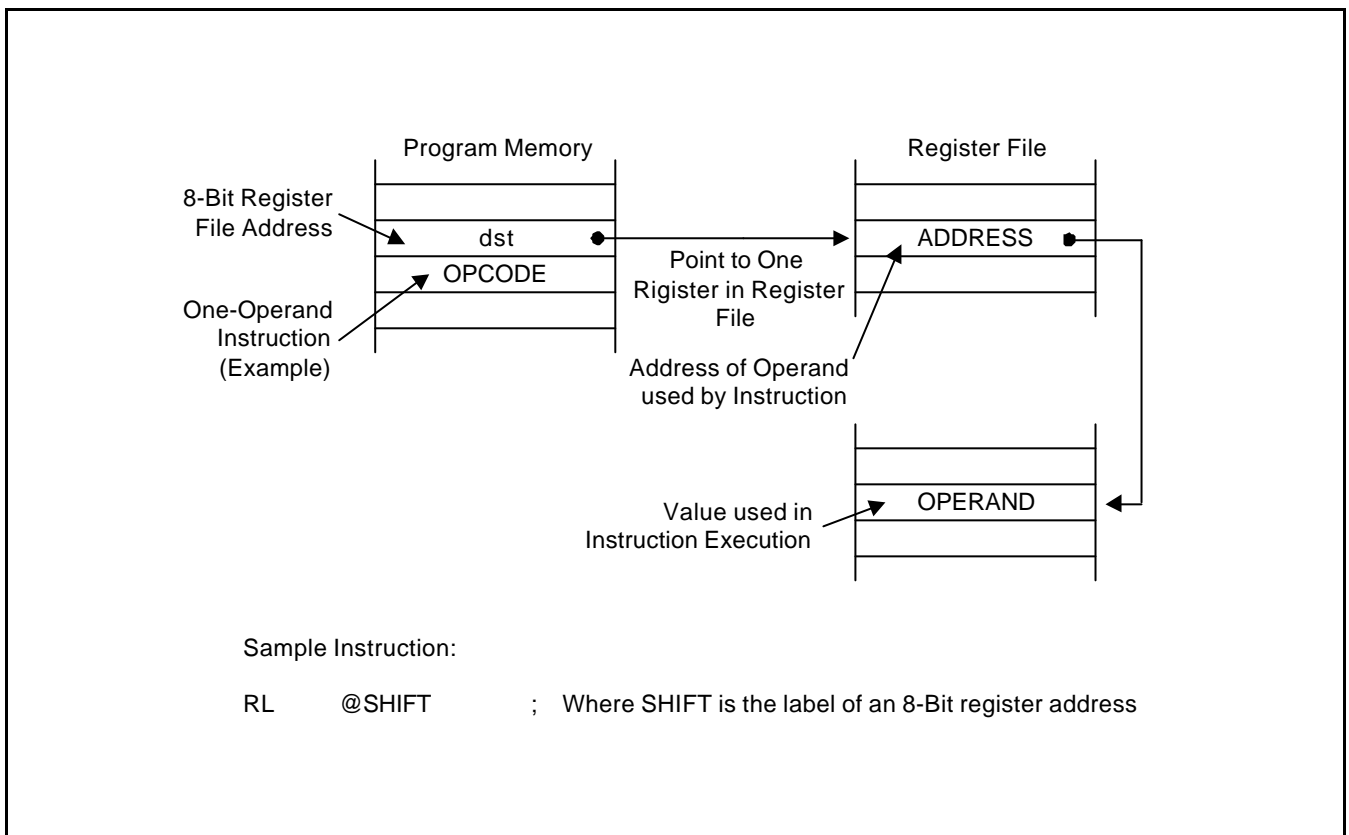 Program Memory
Register File
8-Bit Register
File Address
dst
ADDRESS
OPCODE
Point to One
Rigister in Register
File
One-Operand
Instruction
(Example)
Address of Operand
used by Instruction
OPERAND
Value used in
Instruction Execution
Sample Instruction:
RL @SHIFT ; Where SHIFT is the label of an 8-Bit register address